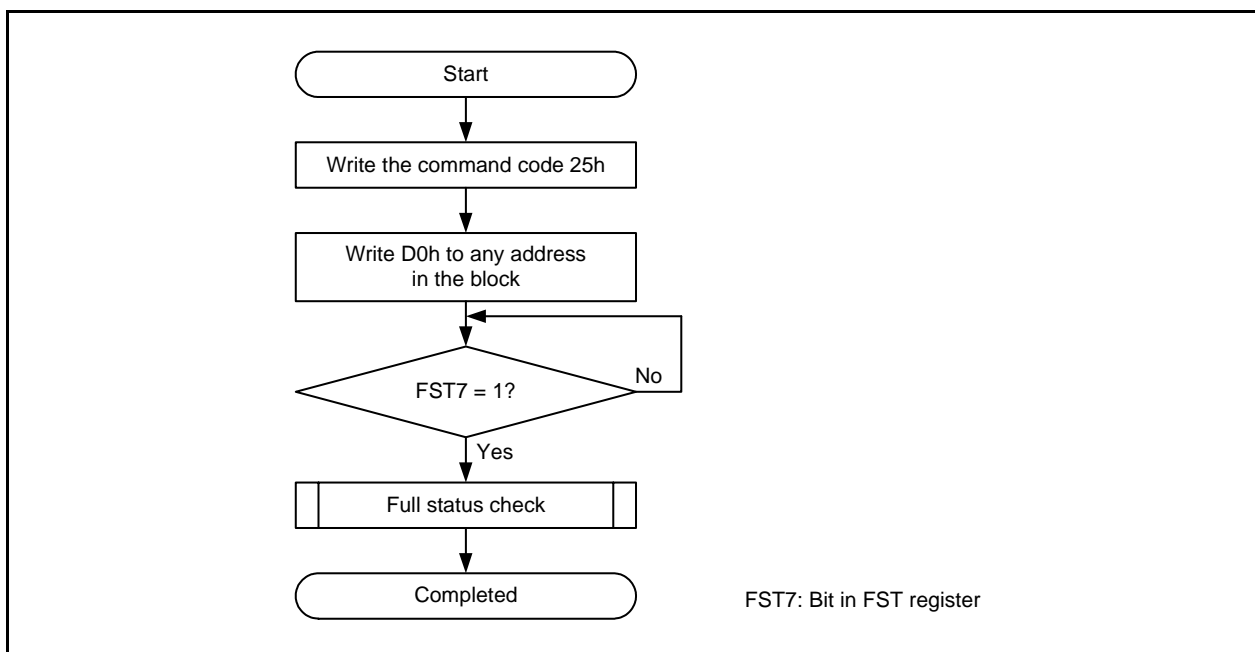 Start
Write the command code 25h
Write D0h to any address
in the block
FST7 = 1?
No
Yes
Full status check
Completed
FST7: Bit in FST register